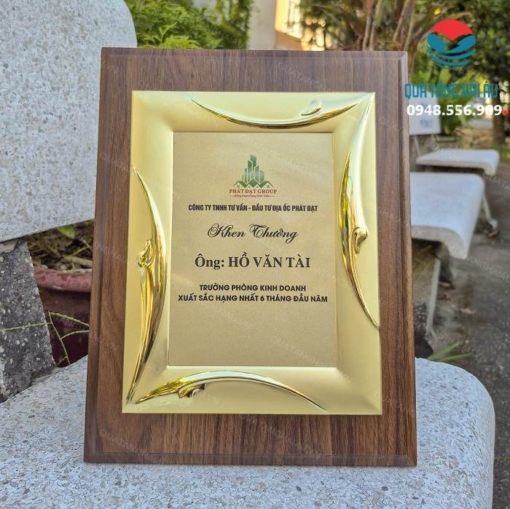 0948.556.909
PHÁT ĐẠT GROUP
CÔNG TY TNHH TƯ VẤN - ĐẦU TƯ ĐỊA ỐC PHÁT ĐẠT
Khen Thưởng
Ông: HỒ VĂN TÀI
TRƯỞNG PHÒNG KINH DOANH
XUẤT SẮC HẠNG NHẤT 6 THÁNG ĐẦU NĂM